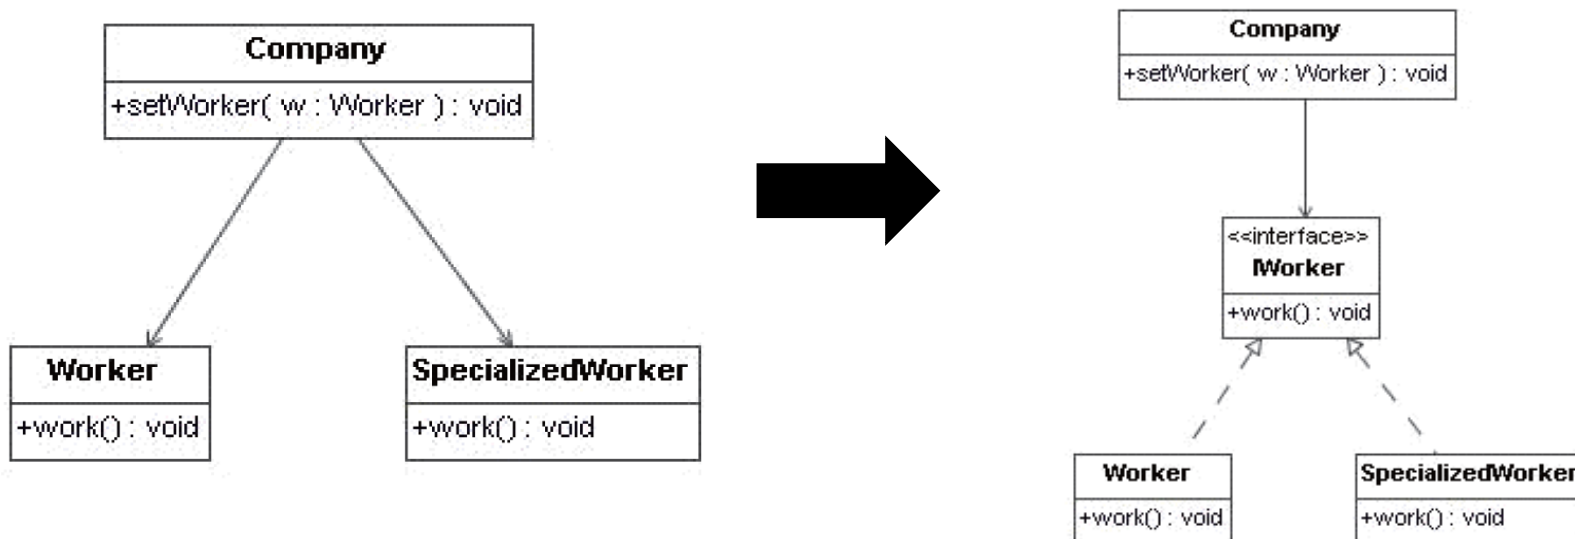 Company
+setWorker( w : Worker ) : void
Worker
+work() : void
SpecializedWorker
+work() : void
Company
+setWorker( w : Worker ) : void
<<interface>>
IWorker
+work() : void
Worker
+work() : void
SpecializedWorker
+work() : void